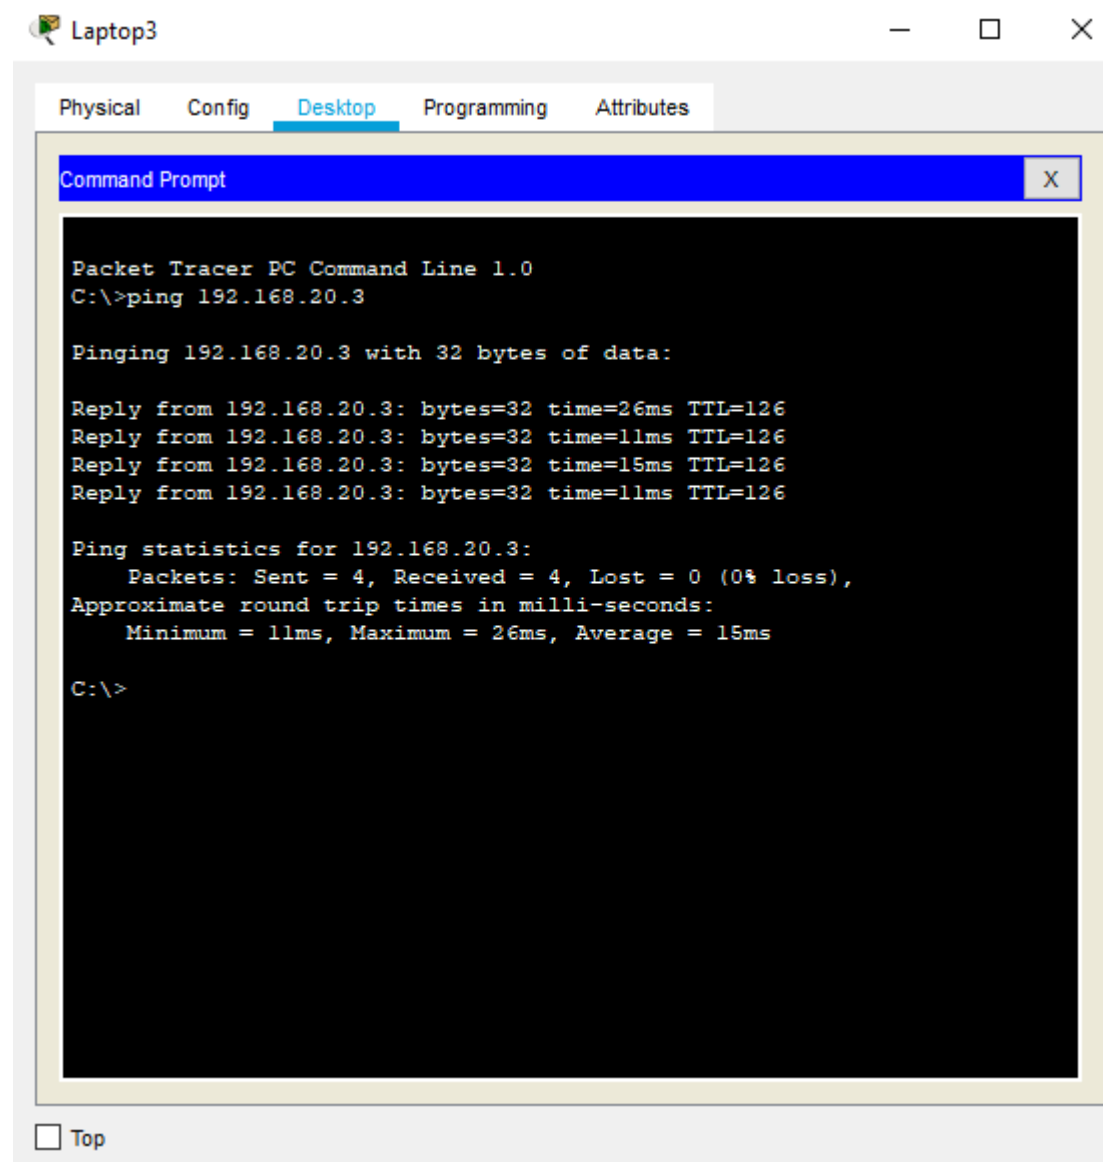 Laptop3
Physical Config Desktop Programming Attributes
Command Prompt X
Packet Tracer PC Command Line 1.0
C:\>ping 192.168.20.3
Pinging 192.168.20.3 with 32 bytes of data:
Reply from 192.168.20.3: bytes=32 time=26ms TTL=126
Reply from 192.168.20.3: bytes=32 time=11ms TTL=126
Reply from 192.168.20.3: bytes=32 time=15ms TTL=126
Reply from 192.168.20.3: bytes=32 time=11ms TTL=126
Ping statistics for 192.168.20.3:
Packets: Sent = 4, Received = 4, Lost = 0 (0% loss),
Approximate round trip times in milli-seconds:
Minimum = 11ms, Maximum = 26ms, Average = 15ms
C:\>
Top